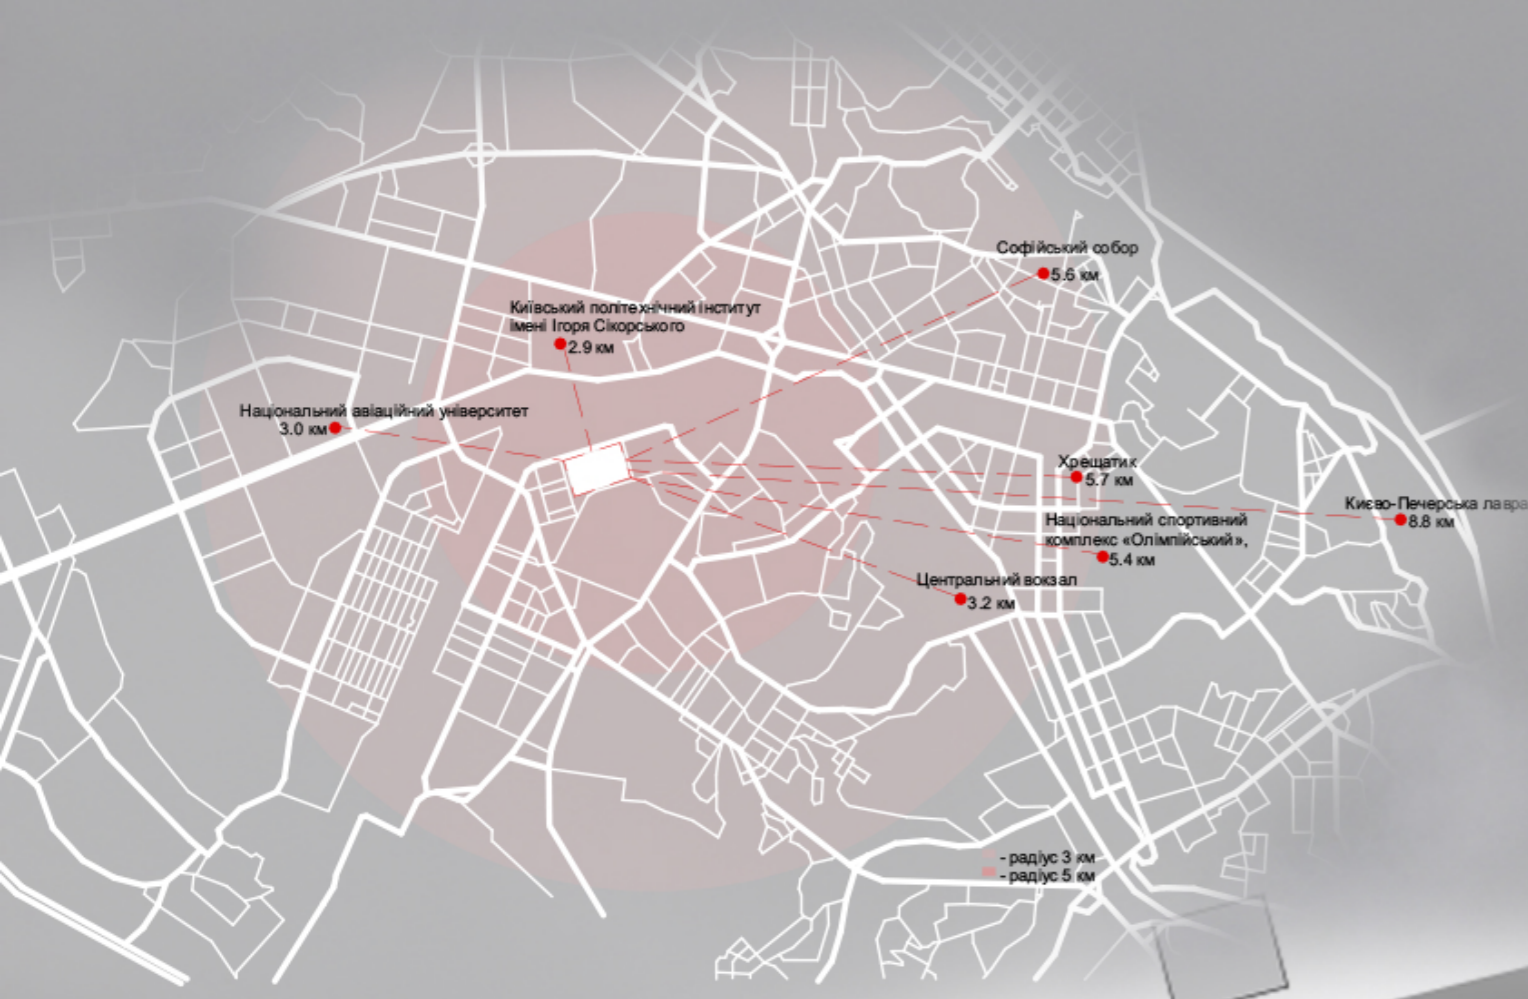 Софійський собор
5.6 км
Київський політехнічний інститут
імені Ігоря Сікорського
2.9 км
Національний авіаційний університет
3.0 км
Хрещатик
5.7 км
Києво-Печерська лавра
8.8 км
Національний спортивний
комплекс «Олімпійський»,
5.4 км
Центральний вокзал
3.2 км
- радіус 3 км
- радіус 5 км